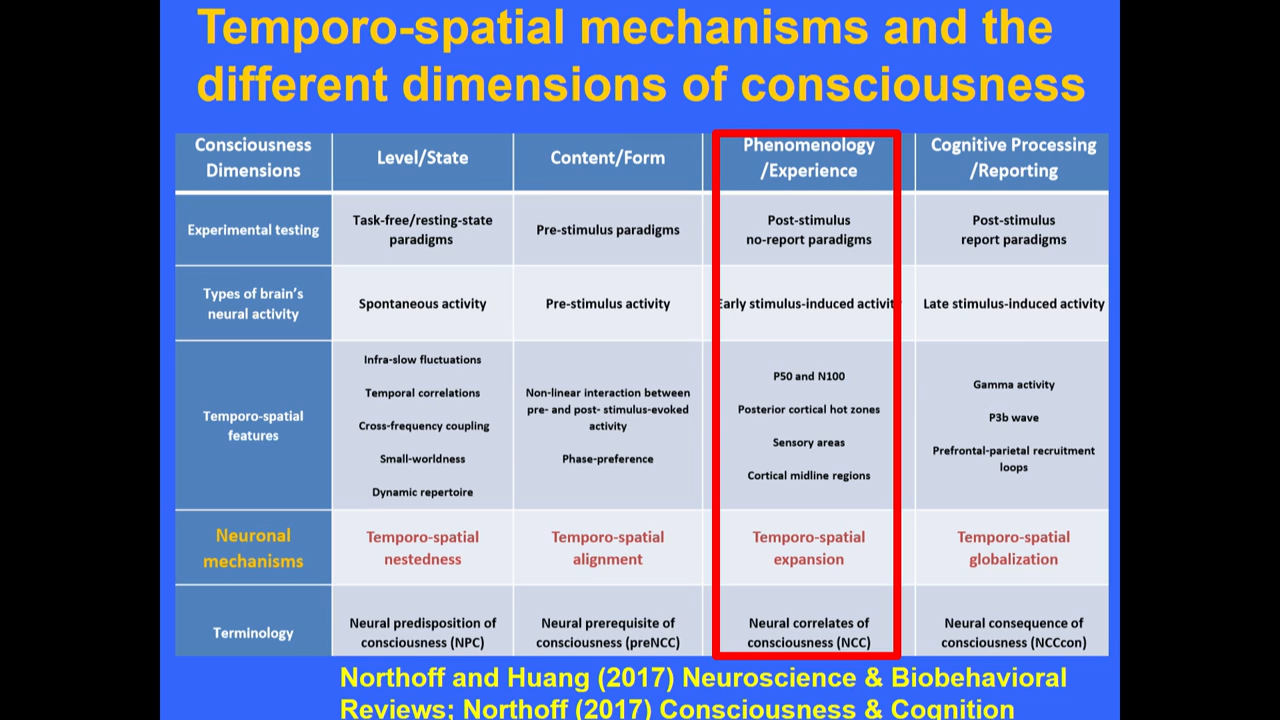 Temporo-spatial mechanisms and the
different dimensions of consciousness
Consciousness
Dimensions
Level/State
Content/Form
Phenomenology
/Experience
Cognitive Processing
/Reporting
Experimental testing
Task-free/resting-state
paradigms
Pre-stimulus paradigms
Post-stimulus
no-report paradigms
Post-stimulus
report paradigms
Types of brain's
neural activity
Spontaneous activity
Pre-stimulus activity
Early stimulus-induced activity
Late stimulus-induced activity
Temporo-spatial
features
Infra-slow fluctuations
Temporal correlations
Cross-frequency coupling
Small-worldness
Dynamic repertoire
Non-linear interaction between
pre- and post- stimulus-evoked
activity
Phase-preference
P50 and N100
Posterior cortical hot zones
Sensory areas
Cortical midline regions
Gamma activity
P3b wave
Prefrontal-parietal recruitment
loops
Neuronal
mechanisms
Temporo-spatial
nestedness
Temporo-spatial
alignment
Temporo-spatial
expansion
Temporo-spatial
globalization
Terminology
Neural predisposition of
consciousness (NPC)
Neural prerequisite of
consciousness (preNCC)
Neural correlates of
consciousness (NCC)
Neural consequence of
consciousness (NCCcon)
Northoff and Huang (2017) Neuroscience & Biobehavioral
Reviews; Northoff (2017) Consciousness & Cognition